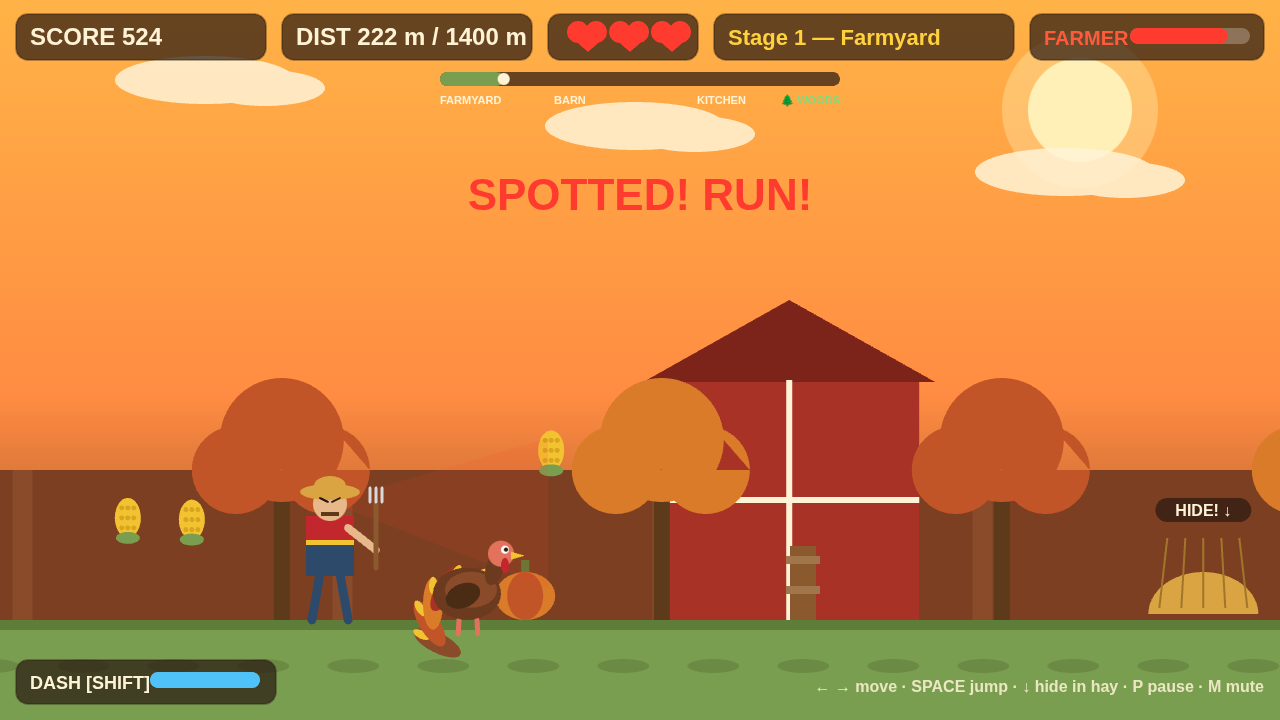 SCORE 524
DIST 222 m / 1400 m
Stage 1 — Farmyard
FARMER
FARMYARD
BARN
KITCHEN
🌲 WOODS
SPOTTED! RUN!
HIDE! ↓
DASH [SHIFT]
← → move · SPACE jump · ↓ hide in hay · P pause · M mute